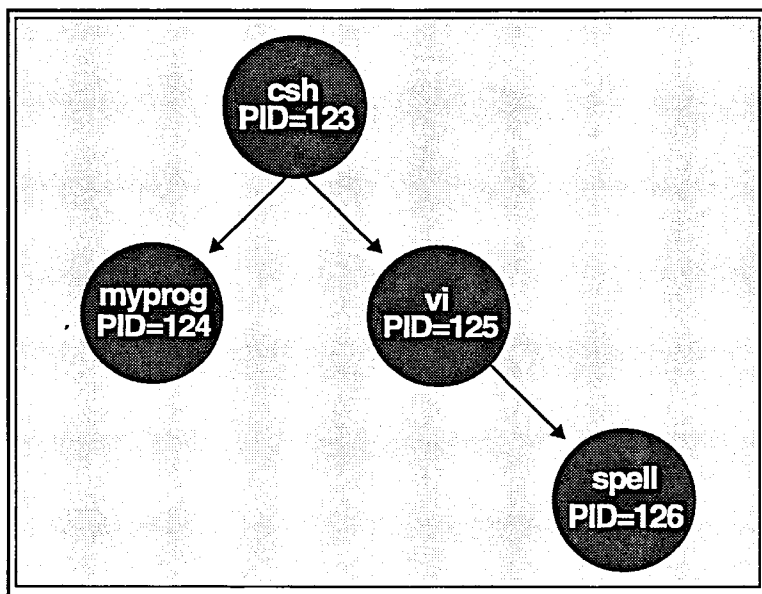 csh
PID=123
myprog
PID=124
vi
PID=125
spell
PID=126